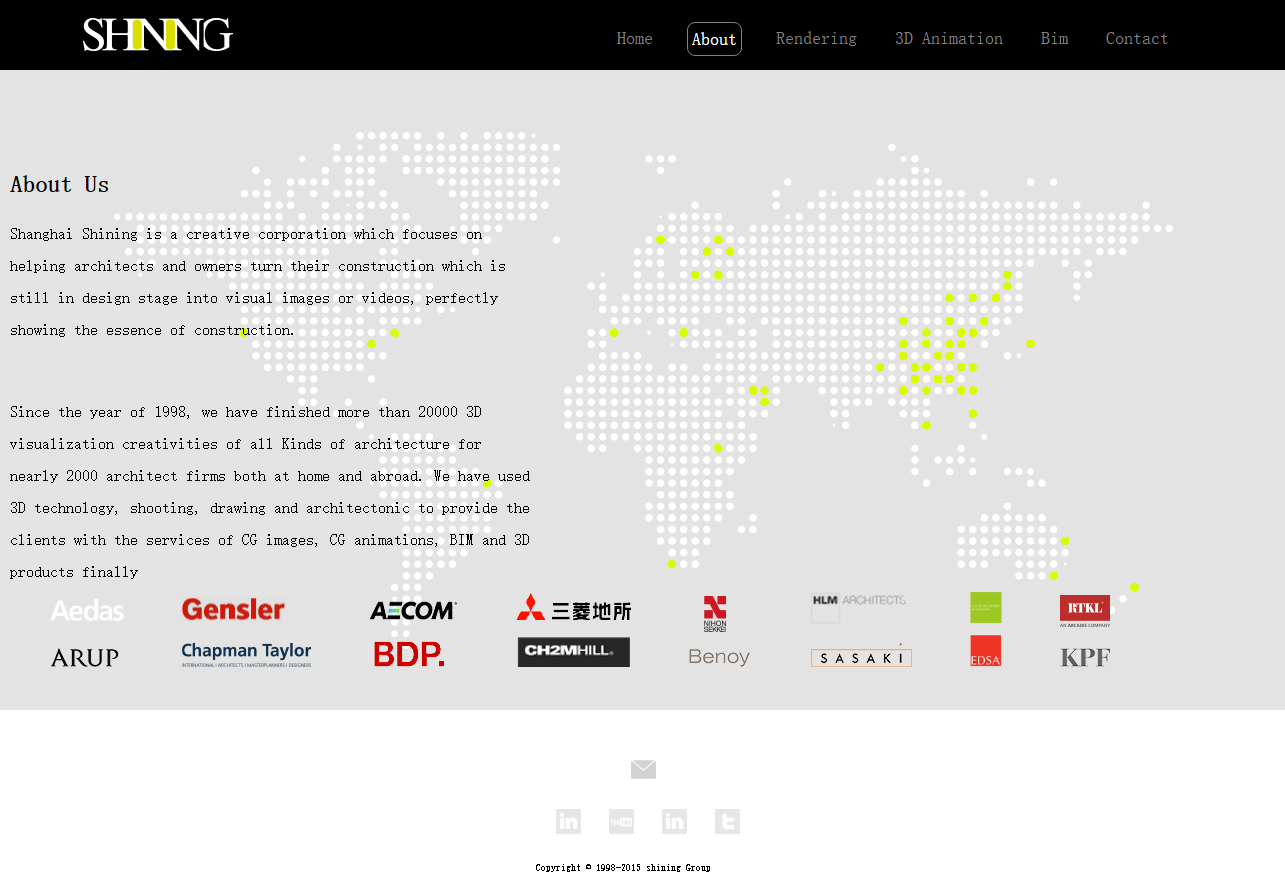 SHINING
Home About Rendering 3D Animation Bim Contact
About Us
Shanghai Shining is a creative corporation which focuses on
helping architects and owners turn their construction which is
still in design stage into visual images or videos, perfectly
showing the essence of construction.
Since the year of 1998, we have finished more than 20000 3D
visualization creativities of all Kinds of architecture for
nearly 2000 architect firms both at home and abroad. We have used
3D technology, shooting, drawing and architectonic to provide the
clients with the services of CG images, CG animations, BIM and 3D
products finally
Aedas Gensler AECOM 三菱地所 NIHON SEKKEI HLM ARCHITECTS RTKL AN ARCADIS COMPANY
ARUP Chapman Taylor BDP. CH2MHILL® Benoy SASAKI EDSA KPF
INTERNATIONAL | ARCHITECTS | MASTERPLANNERS | DESIGNERS
in You Tube in t
Copyright © 1998-2015 shining Group